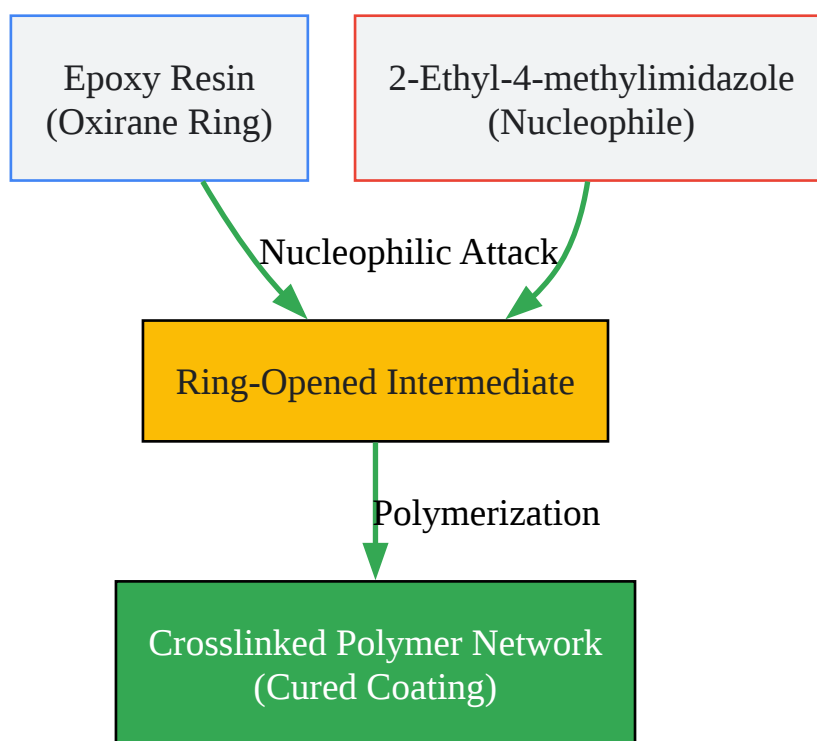 Epoxy Resin
(Oxirane Ring)
2-Ethyl-4-methylimidazole
(Nucleophile)
Nucleophilic Attack
Ring-Opened Intermediate
Polymerization
Crosslinked Polymer Network
(Cured Coating)